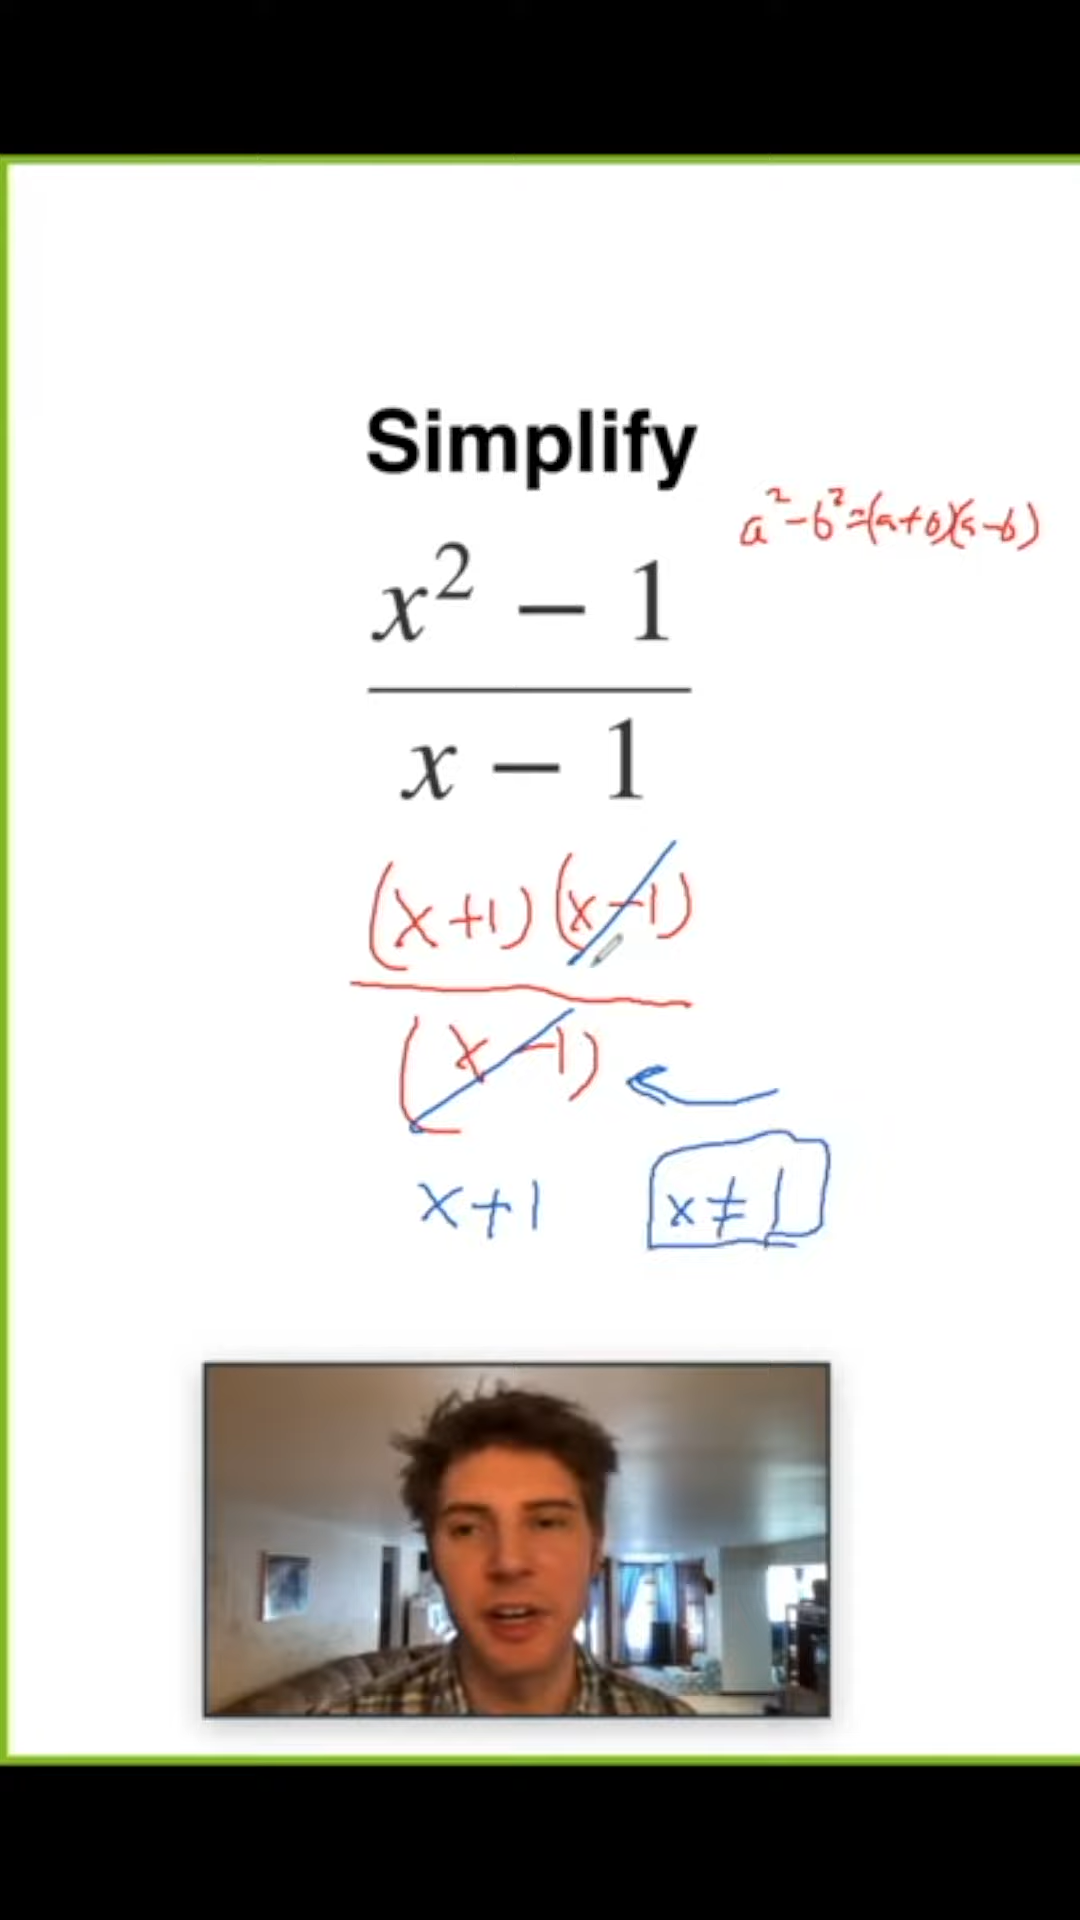 Simplify
a²-b²=(a+b)(a-b)
x² − 1
x − 1
(x+1)(x-1)
(x-1)
x+1 x≠1